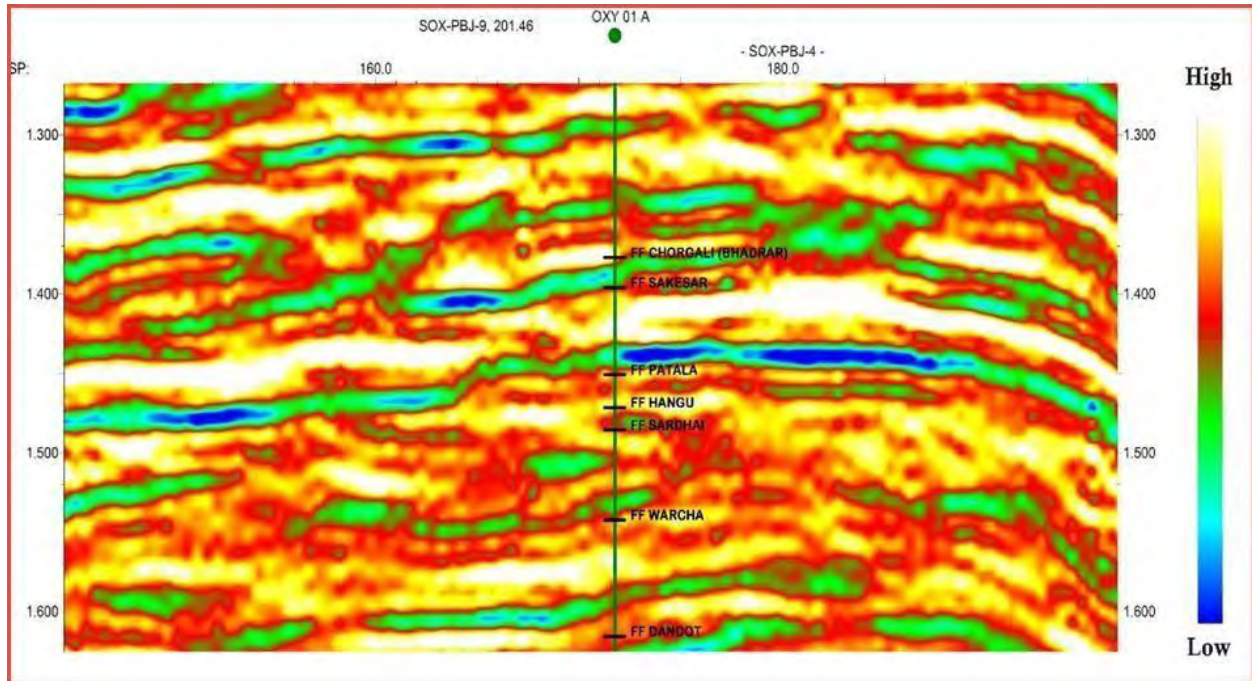 OXY 01 A
SOX-PBJ-9, 201.46
- SOX-PBJ-4 -
SP:
160.0
180.0
High
1.300
1.300
FF CHORGALI (BHADRAR)
FF SAKESAR
1.400
1.400
FF PATALA
FF HANGU
FF SARDHAI
1.500
1.500
FF WARCHA
1.600
1.600
FF DANDOT
Low